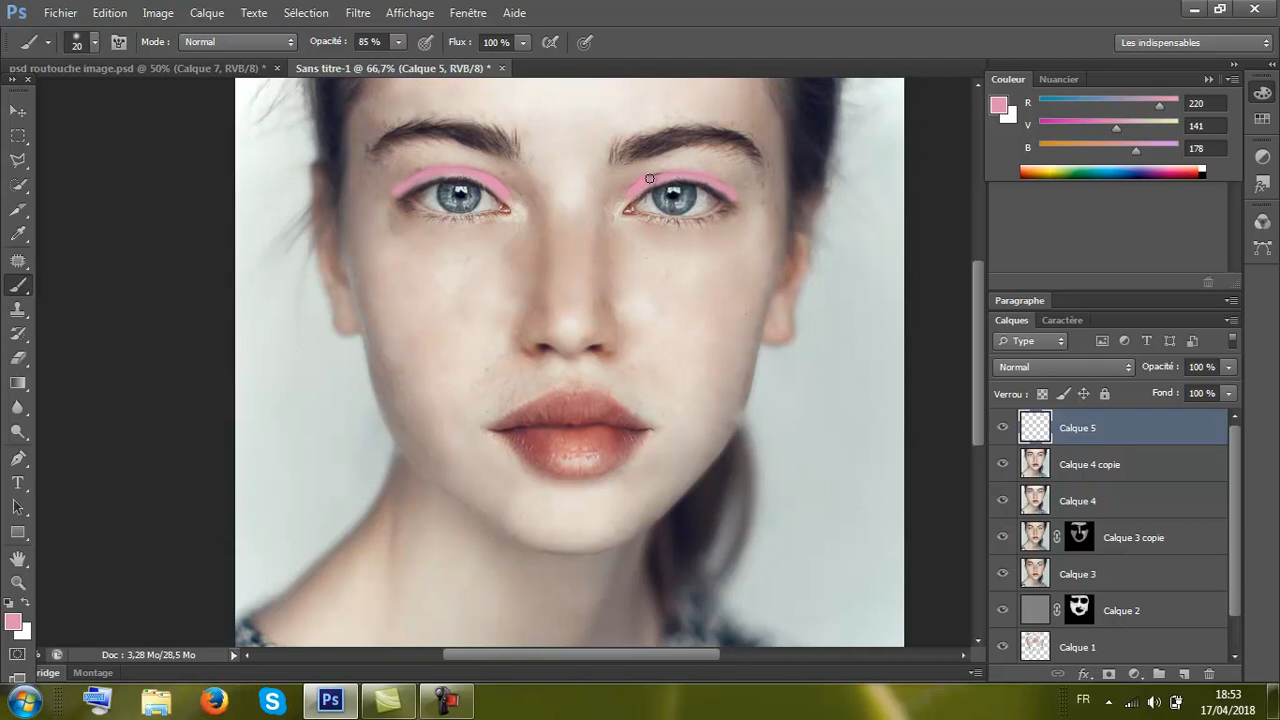 Ps Fichier Edition Image Calque Texte Sélection Filtre Affichage Fenêtre Aide
20 Mode : Normal Opacité : 85 % Flux : 100 % Les indispensables
psd routouche image.psd @ 50% (Calque 7, RVB/8) * × Sans titre-1 @ 66,7% (Calque 5, RVB/8) * ×
Couleur Nuancier
R 220
V 141
B 178
Paragraphe
Calques Caractère
Type
Normal Opacité : 100 %
Verrou : Fond : 100 %
Calque 5
Calque 4 copie
Calque 4
Calque 3 copie
Calque 3
Calque 2
Calque 1
% Doc : 3,28 Mo/28,5 Mo
ridge Montage
Ps FR 18:53
17/04/2018